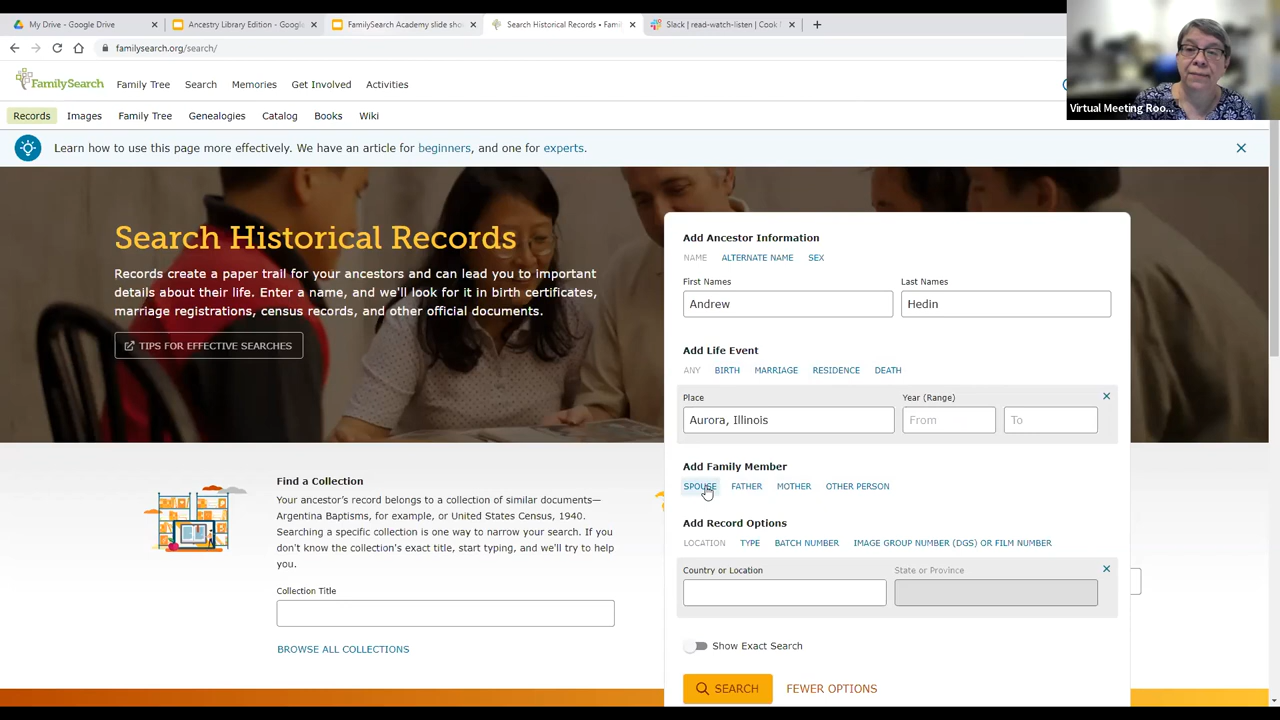 My Drive - Google Drive
Ancestry Library Edition - Google
FamilySearch Academy slide sho
Search Historical Records • Fami
Slack | read-watch-listen | Cook
familysearch.org/search/
FamilySearch
Family Tree
Search
Memories
Get Involved
Activities
Virtual Meeting Roo...
Records
Images
Family Tree
Genealogies
Catalog
Books
Wiki
Learn how to use this page more effectively. We have an article for beginners, and one for experts.
Search Historical Records
Records create a paper trail for your ancestors and can lead you to important
details about their life. Enter a name, and we'll look for it in birth certificates,
marriage registrations, census records, and other official documents.
TIPS FOR EFFECTIVE SEARCHES
Add Ancestor Information
NAME ALTERNATE NAME SEX
First Names Last Names
Andrew Hedin
Add Life Event
ANY BIRTH MARRIAGE RESIDENCE DEATH
Place Year (Range)
Aurora, Illinois From To
Add Family Member
SPOUSE FATHER MOTHER OTHER PERSON
Add Record Options
LOCATION TYPE BATCH NUMBER IMAGE GROUP NUMBER (DGS) OR FILM NUMBER
Country or Location State or Province
Show Exact Search
SEARCH FEWER OPTIONS
Find a Collection
Your ancestor's record belongs to a collection of similar documents—
Argentina Baptisms, for example, or United States Census, 1940.
Searching a specific collection is one way to narrow your search. If you
don't know the collection's exact title, start typing, and we'll try to help
you.
Collection Title
BROWSE ALL COLLECTIONS